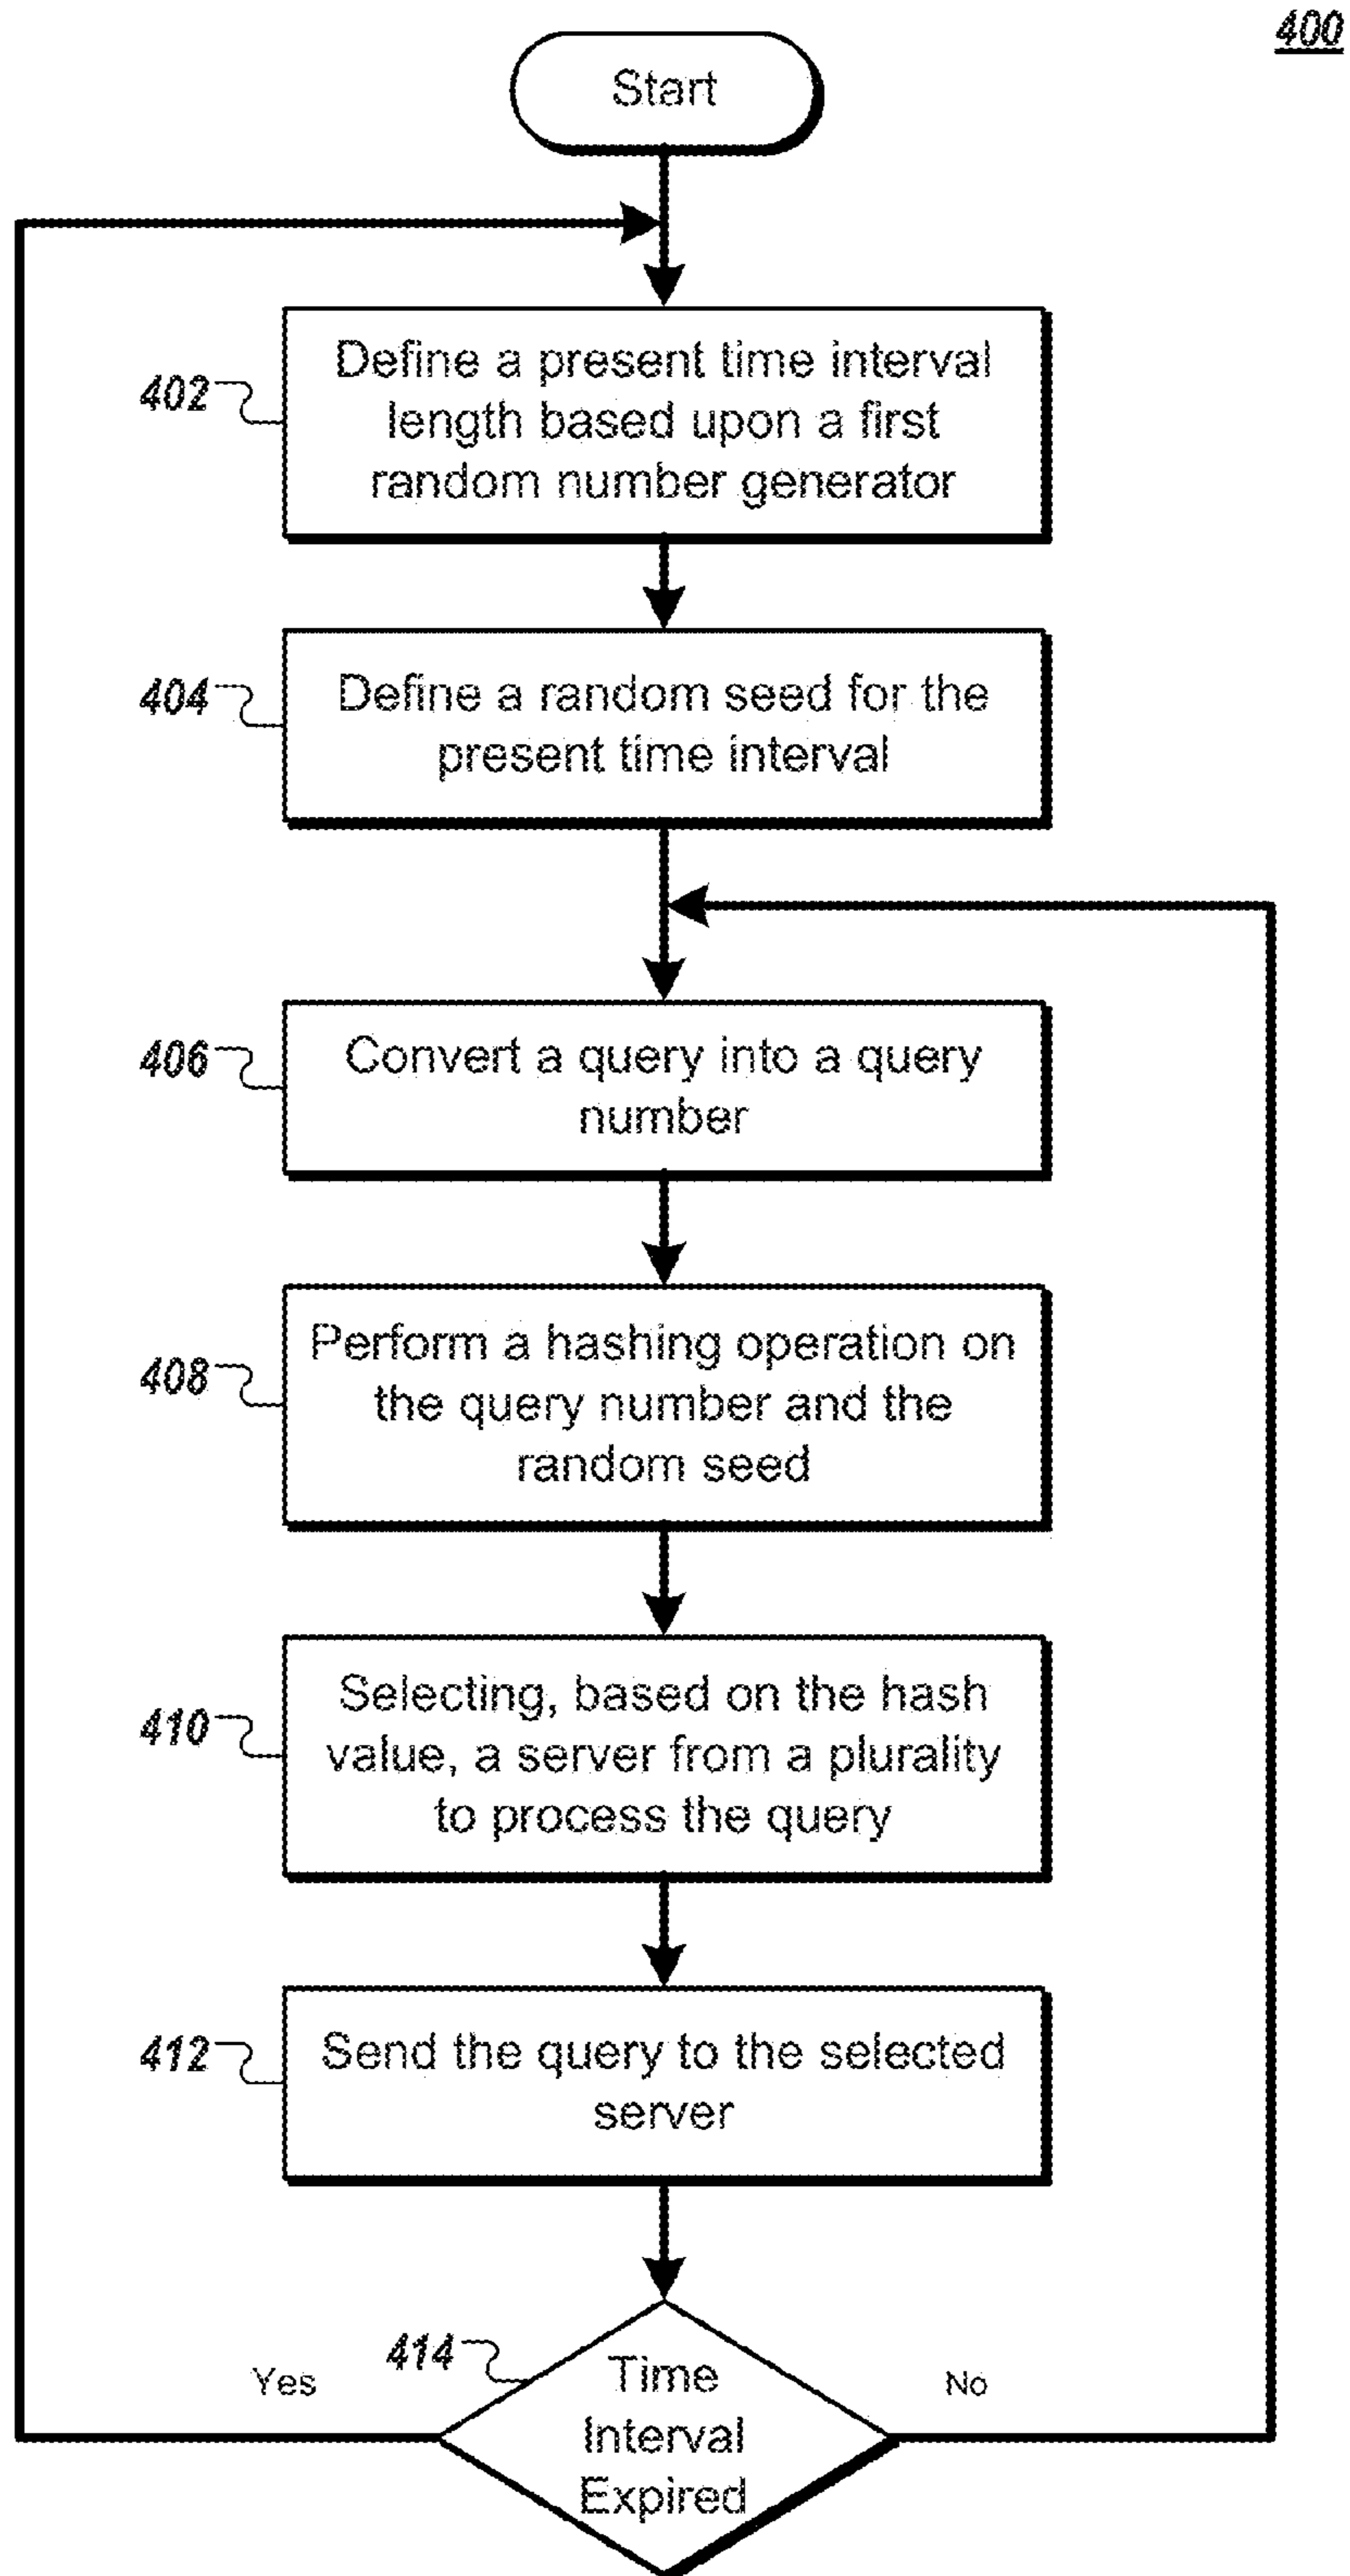 400
Start
402
Define a present time interval
length based upon a first
random number generator
404
Define a random seed for the
present time interval
406
Convert a query into a query
number
408
Perform a hashing operation on
the query number and the
random seed
410
Selecting, based on the hash
value, a server from a plurality
to process the query
412
Send the query to the selected
server
414
Yes
Time
Interval
Expired
No